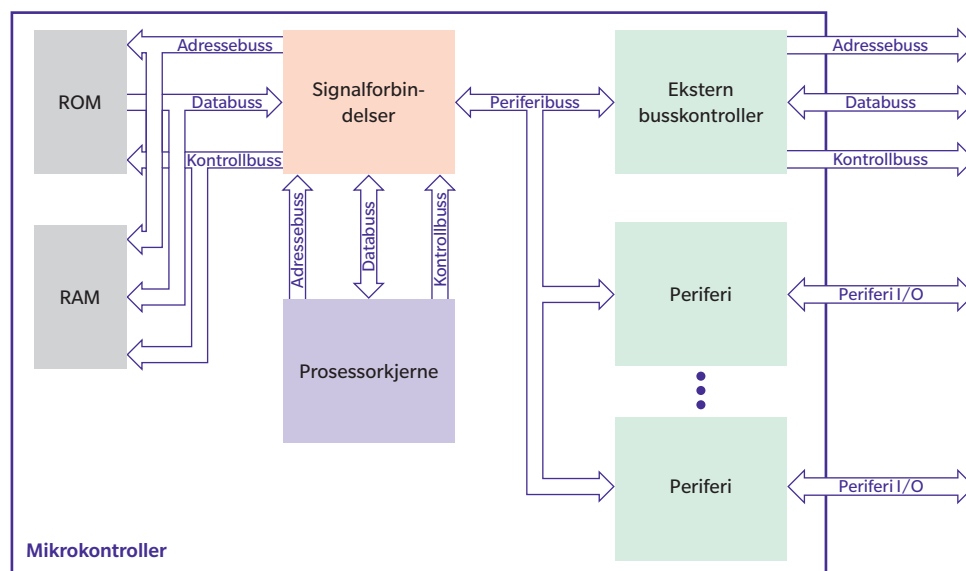 Adressebuss
ROM
Databuss
Kontrollbuss
Signalforbin-
delser
Periferibuss
Ekstern
busskontroller
Adressebuss
Databuss
Kontrollbuss
RAM
Adressebuss
Databuss
Kontrollbuss
Prosessorkjerne
Periferi
Periferi I/O
Periferi
Periferi I/O
Mikrokontroller